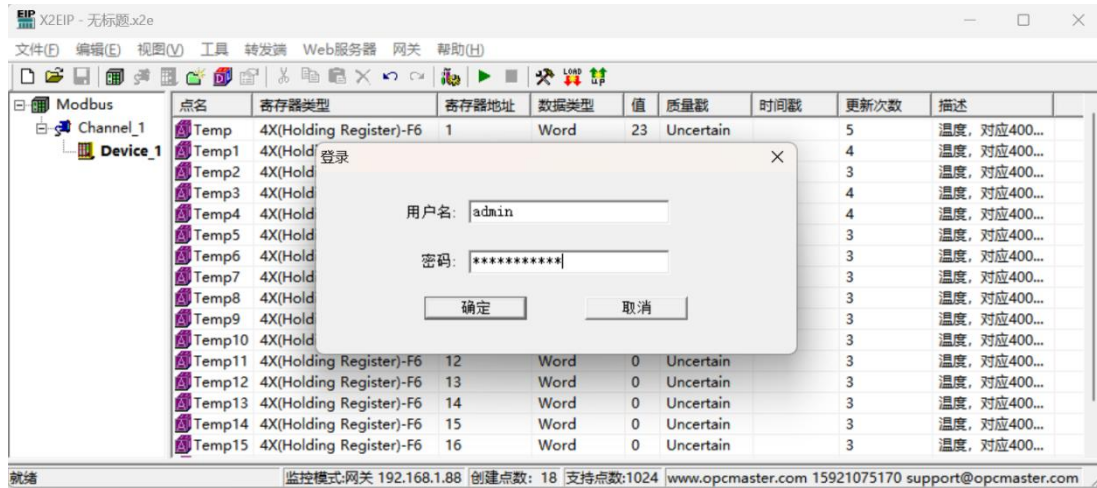 EIP X2EIP - 无标题.x2e
文件(F) 编辑(E) 视图(V) 工具 转发端 Web服务器 网关 帮助(H)
LOAD UP
Modbus
Channel_1
Device_1
点名 寄存器类型 寄存器地址 数据类型 值 质量戳 时间戳 更新次数 描述
Temp 4X(Holding Register)-F6 1 Word 23 Uncertain 5 温度，对应400...
Temp1 4X(Hold 4 温度，对应400...
Temp2 4X(Hold 3 温度，对应400...
Temp3 4X(Hold 4 温度，对应400...
Temp4 4X(Hold 4 温度，对应400...
Temp5 4X(Hold 3 温度，对应400...
Temp6 4X(Hold 3 温度，对应400...
Temp7 4X(Hold 3 温度，对应400...
Temp8 4X(Hold 3 温度，对应400...
Temp9 4X(Hold 3 温度，对应400...
Temp10 4X(Hold 3 温度，对应400...
Temp11 4X(Holding Register)-F6 12 Word 0 Uncertain 3 温度，对应400...
Temp12 4X(Holding Register)-F6 13 Word 0 Uncertain 3 温度，对应400...
Temp13 4X(Holding Register)-F6 14 Word 0 Uncertain 3 温度，对应400...
Temp14 4X(Holding Register)-F6 15 Word 0 Uncertain 3 温度，对应400...
Temp15 4X(Holding Register)-F6 16 Word 0 Uncertain 3 温度，对应400...
登录
用户名: admin
密码: ***********
确定 取消
就绪 监控模式:网关 192.168.1.88 创建点数: 18 支持点数:1024 www.opcmaster.com 15921075170 support@opcmaster.com